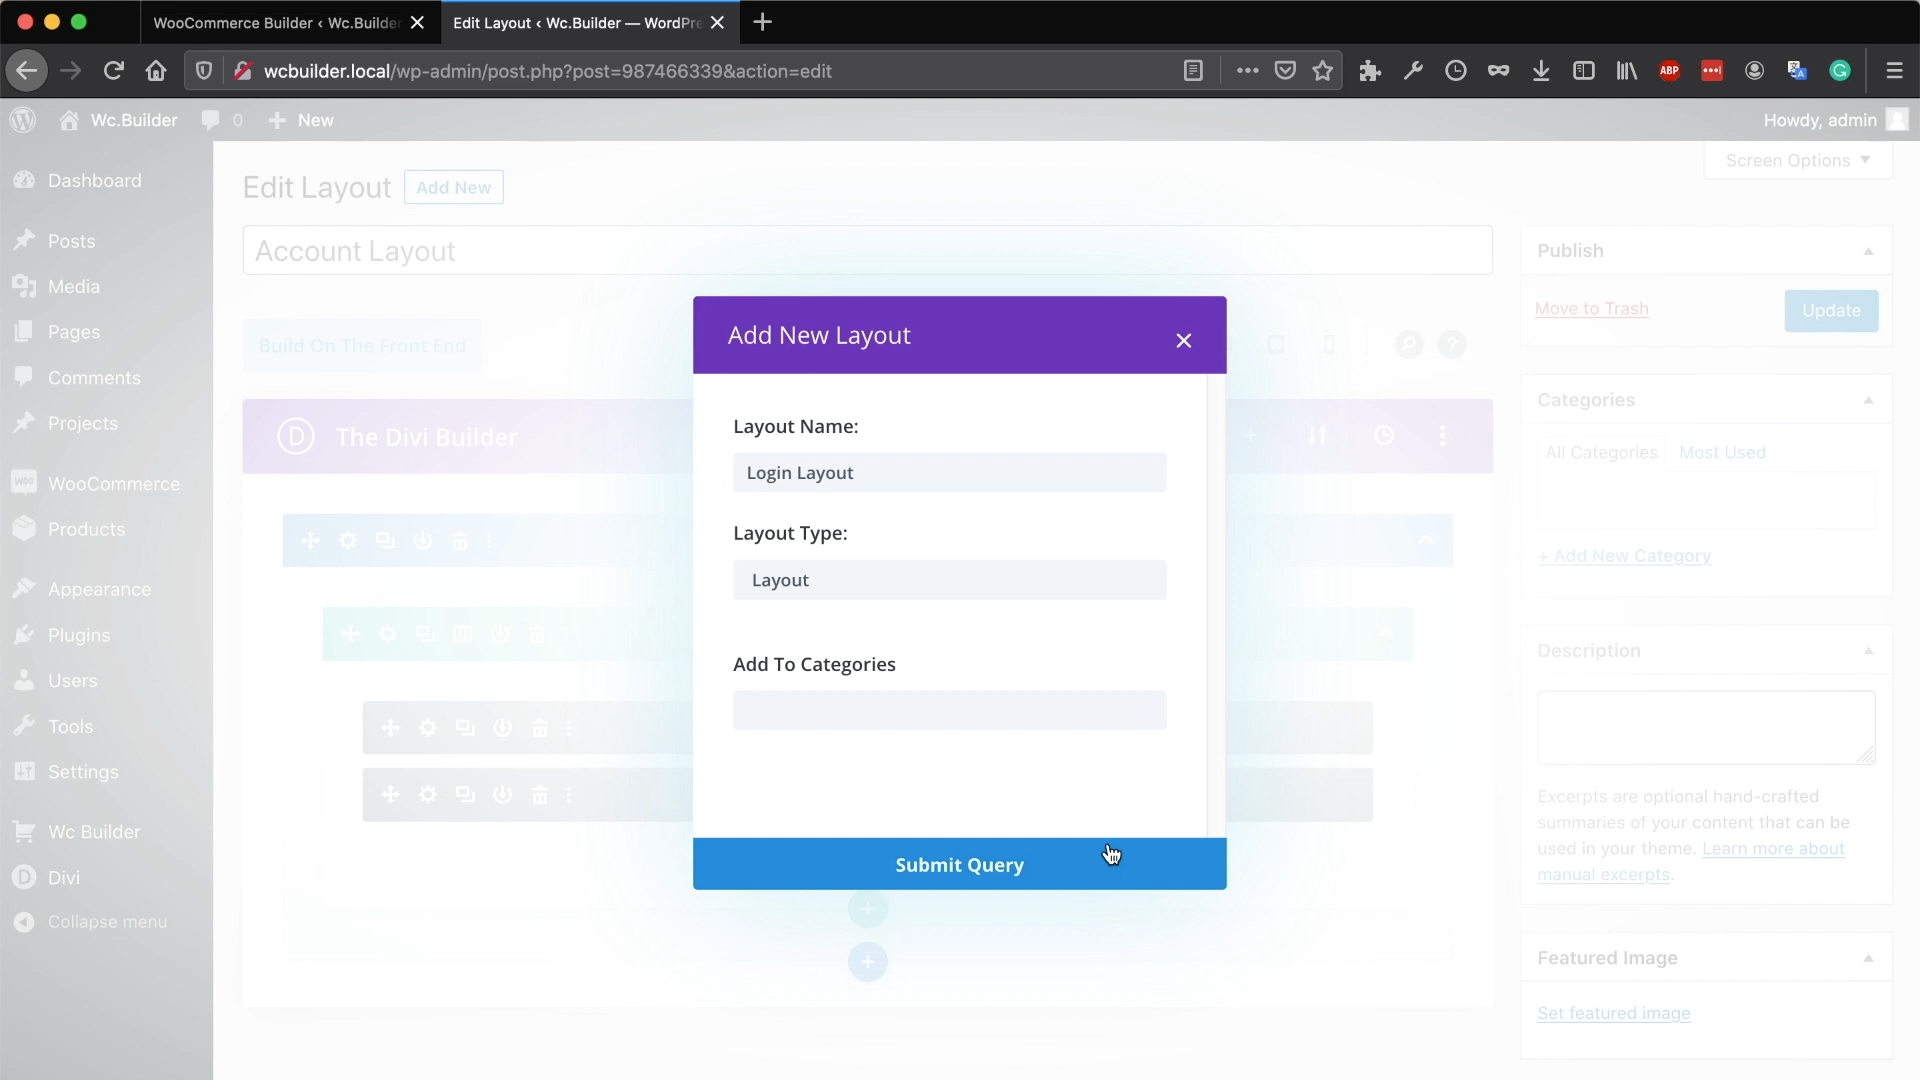 WooCommerce Builder ‹ Wc.Builde
Edit Layout ‹ Wc.Builder — WordPre
wcbuilder.local/wp-admin/post.php?post=987466339&action=edit
ABP
Wc.Builder
0
New
Howdy, admin
Screen Options
Dashboard
Posts
Media
Pages
Comments
Projects
WooCommerce
Products
Appearance
Plugins
Users
Tools
Settings
Wc Builder
Divi
Collapse menu
Edit Layout
Add New
Account Layout
Build On The Front End
The Divi Builder
Add New Layout
Layout Name:
Login Layout
Layout Type:
Layout
Add To Categories
Submit Query
Publish
Move to Trash
Update
Categories
All Categories
Most Used
+ Add New Category
Description
Excerpts are optional hand-crafted
summaries of your content that can be
used in your theme. Learn more about
manual excerpts.
Featured Image
Set featured image